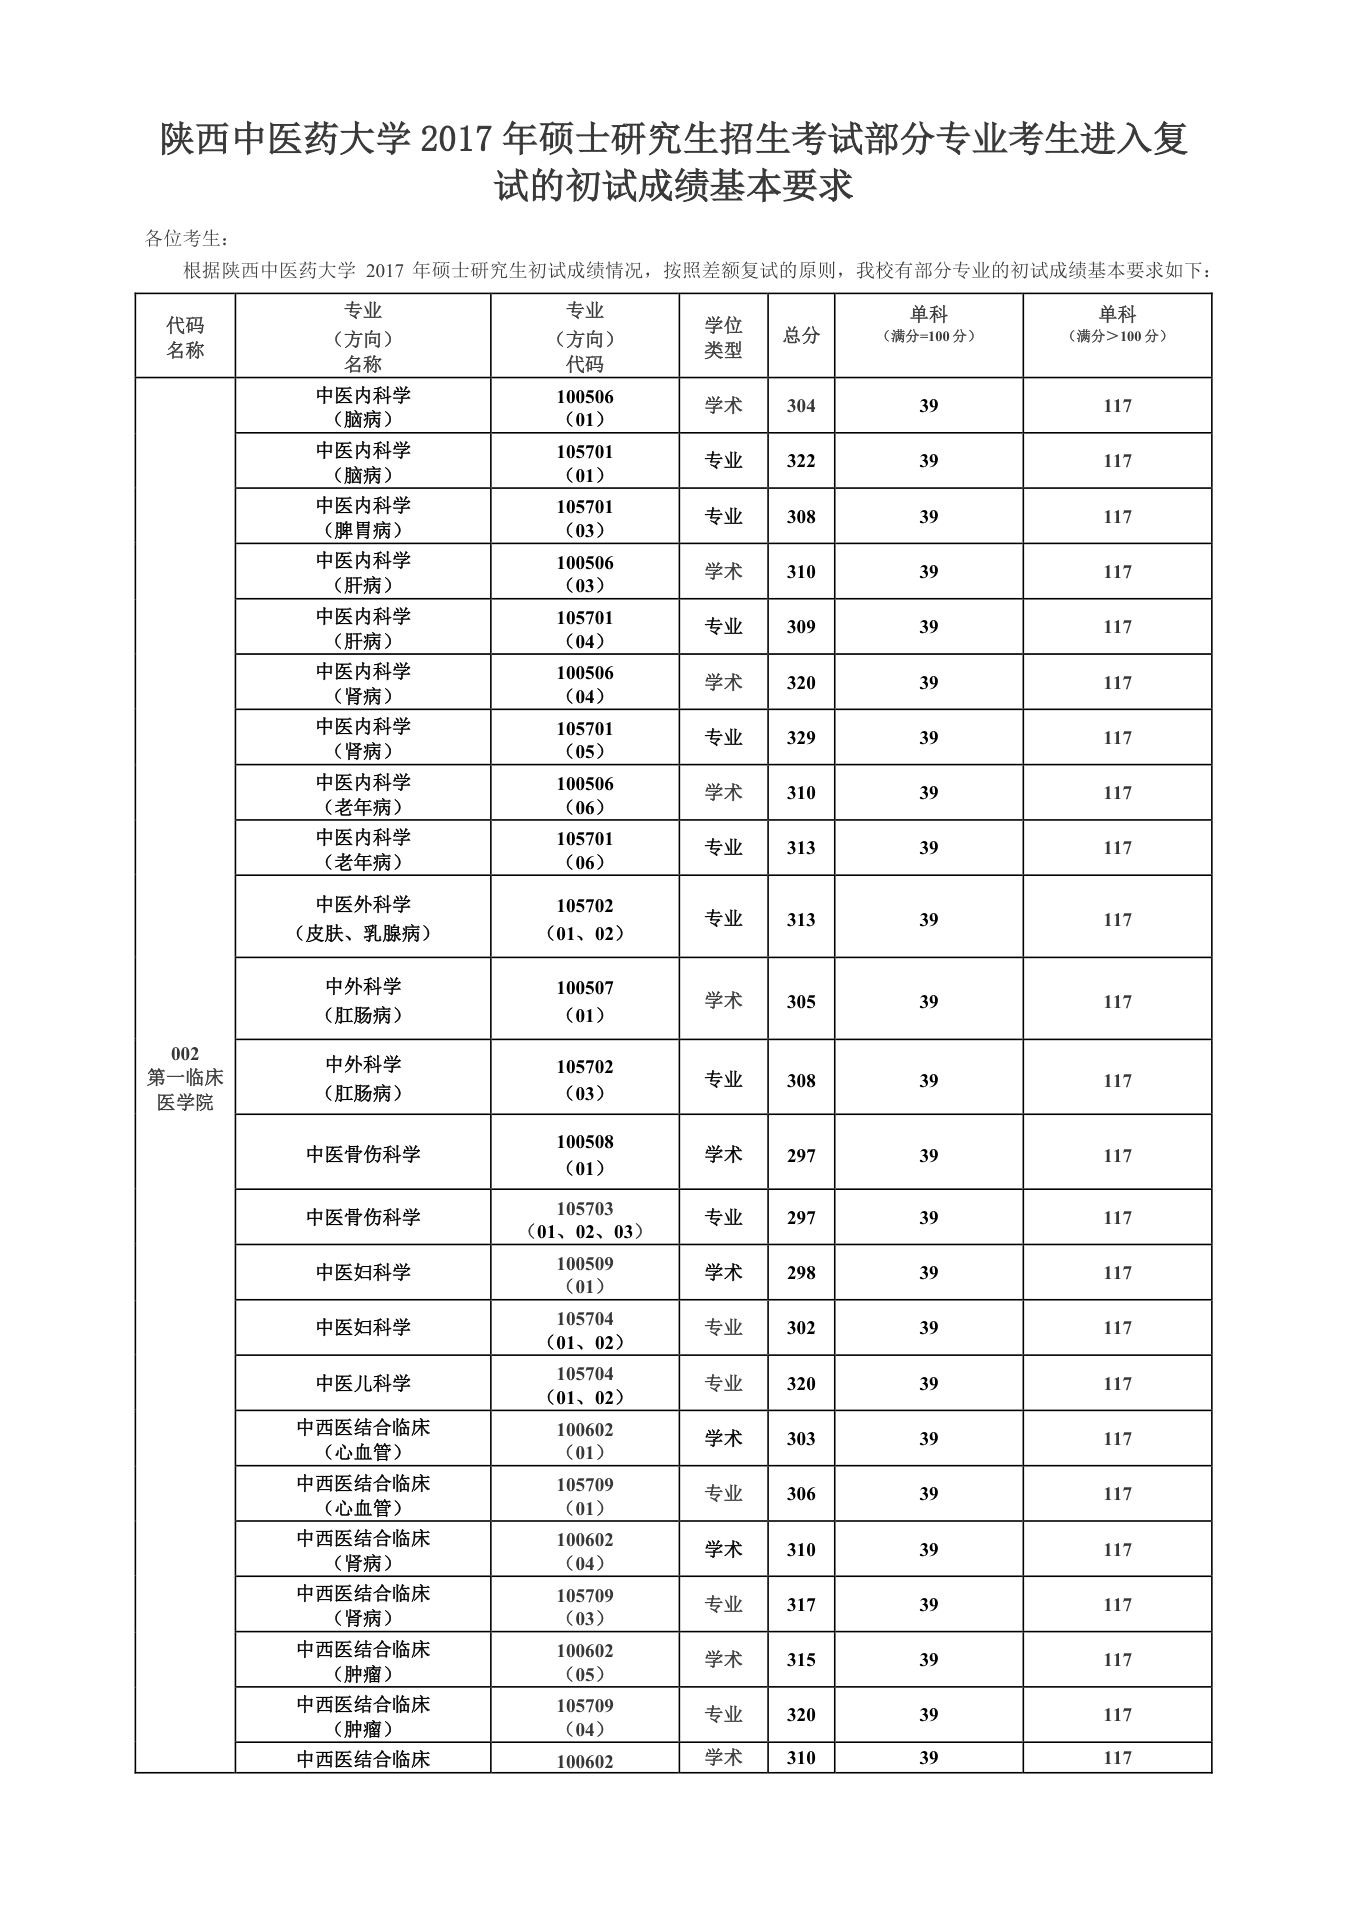 陕西中医药大学 2017 年硕士研究生招生考试部分专业考生进入复
试的初试成绩基本要求
各位考生：
根据陕西中医药大学 2017 年硕士研究生初试成绩情况，按照差额复试的原则，我校有部分专业的初试成绩基本要求如下：
代码
名称
专业
（方向）
名称
专业
（方向）
代码
学位
类型
总分
单科
（满分=100 分）
单科
（满分＞100 分）
002
第一临床
医学院
中医内科学
（脑病）
100506
（01）
学术
304
39
117
中医内科学
（脑病）
105701
（01）
专业
322
39
117
中医内科学
（脾胃病）
105701
（03）
专业
308
39
117
中医内科学
（肝病）
100506
（03）
学术
310
39
117
中医内科学
（肝病）
105701
（04）
专业
309
39
117
中医内科学
（肾病）
100506
（04）
学术
320
39
117
中医内科学
（肾病）
105701
（05）
专业
329
39
117
中医内科学
（老年病）
100506
（06）
学术
310
39
117
中医内科学
（老年病）
105701
（06）
专业
313
39
117
中医外科学
（皮肤、乳腺病）
105702
（01、02）
专业
313
39
117
中外科学
（肛肠病）
100507
（01）
学术
305
39
117
中外科学
（肛肠病）
105702
（03）
专业
308
39
117
中医骨伤科学
100508
（01）
学术
297
39
117
中医骨伤科学
105703
（01、02、03）
专业
297
39
117
中医妇科学
100509
（01）
学术
298
39
117
中医妇科学
105704
（01、02）
专业
302
39
117
中医儿科学
105704
（01、02）
专业
320
39
117
中西医结合临床
（心血管）
100602
（01）
学术
303
39
117
中西医结合临床
（心血管）
105709
（01）
专业
306
39
117
中西医结合临床
（肾病）
100602
（04）
学术
310
39
117
中西医结合临床
（肾病）
105709
（03）
专业
317
39
117
中西医结合临床
（肿瘤）
100602
（05）
学术
315
39
117
中西医结合临床
（肿瘤）
105709
（04）
专业
320
39
117
中西医结合临床
100602
学术
310
39
117